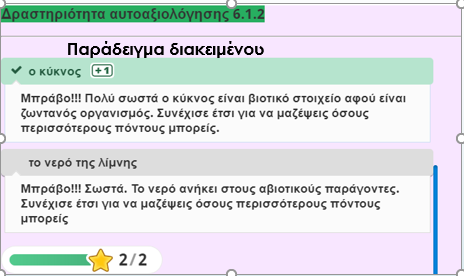 Δραστηριότητα αυτοαξιολόγησης 6.1.2
Παράδειγμα διακειμένου
ο κύκνος +1
Μπράβο!!! Πολύ σωστά ο κύκνος είναι βιοτικό στοιχείο αφού είναι
ζωντανός οργανισμός. Συνέχισε έτσι για να μαζέψεις όσους
περισσότερους πόντους μπορείς.
το νερό της λίμνης
Μπράβο!!! Σωστά. Το νερό ανήκει στους αβιοτικούς παράγοντες.
Συνέχισε έτσι για να μαζέψεις όσους περισσότερους πόντους
μπορείς
2/2